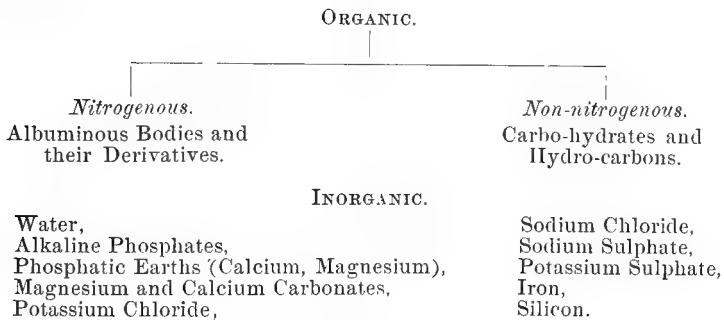 ORGANIC.
Nitrogenous.
Albuminous Bodies and
their Derivatives.
Non-nitrogenous.
Carbo-hydrates and
Hydro-carbons.
INORGANIC.
Water,
Alkaline Phosphates,
Phosphatic Earths (Calcium, Magnesium),
Magnesium and Calcium Carbonates,
Potassium Chloride,
Sodium Chloride,
Sodium Sulphate,
Potassium Sulphate,
Iron,
Silicon.